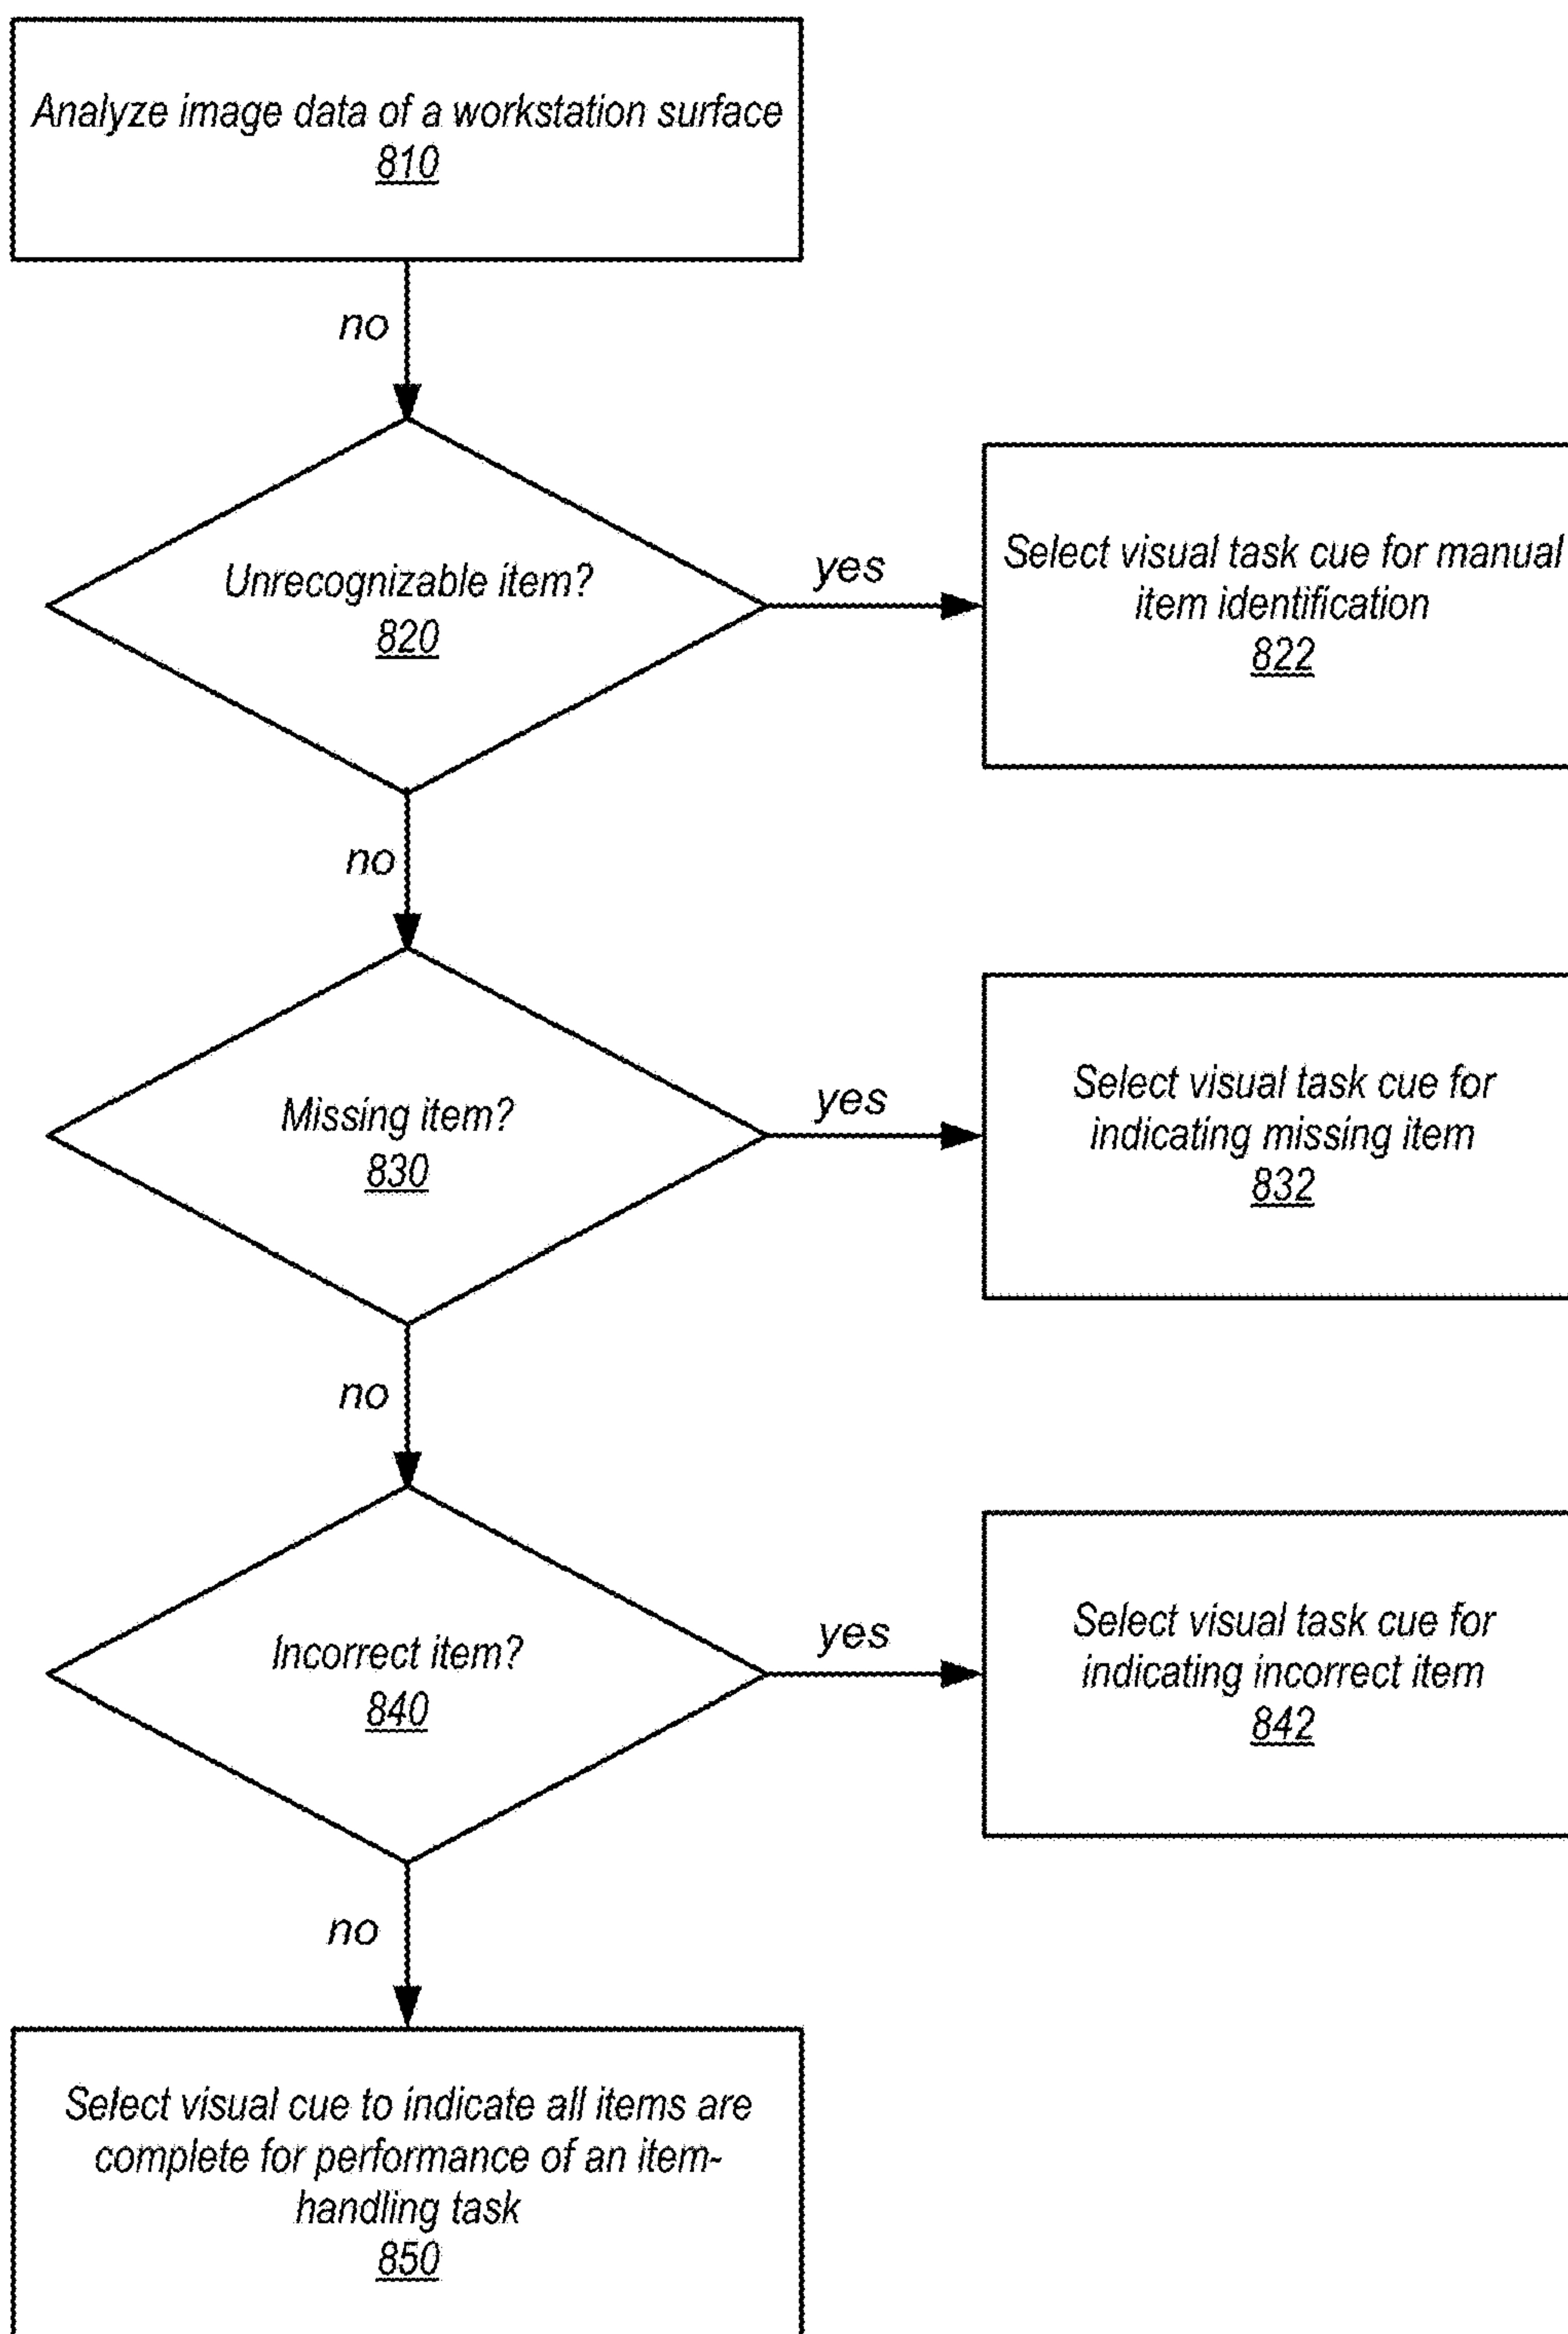 Analyze image data of a workstation surface
810
no
Unrecognizable item?
820
yes
Select visual task cue for manual
item identification
822
no
Missing item?
830
yes
Select visual task cue for
indicating missing item
832
no
Incorrect item?
840
yes
Select visual task cue for
indicating incorrect item
842
no
Select visual cue to indicate all items are
complete for performance of an item-
handling task
850